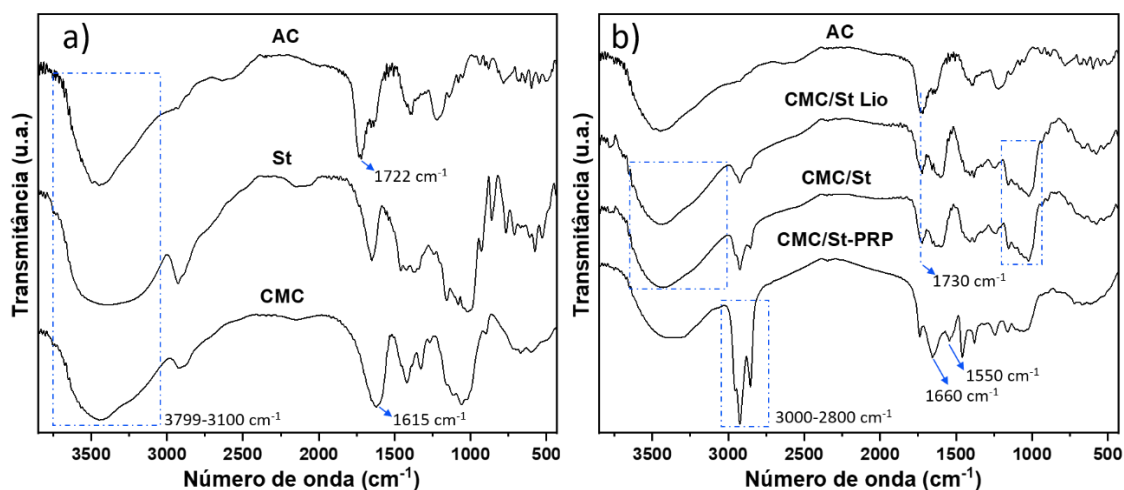 a)
AC
1722 cm⁻¹
St
CMC
3799-3100 cm⁻¹
1615 cm⁻¹
Transmitância (u.a.)
3500 3000 2500 2000 1500 1000 500
Número de onda (cm⁻¹)
b)
AC
CMC/St Lio
CMC/St
CMC/St-PRP
1730 cm⁻¹
1550 cm⁻¹
1660 cm⁻¹
3000-2800 cm⁻¹
Transmitância (u.a.)
3500 3000 2500 2000 1500 1000 500
Número de onda (cm⁻¹)